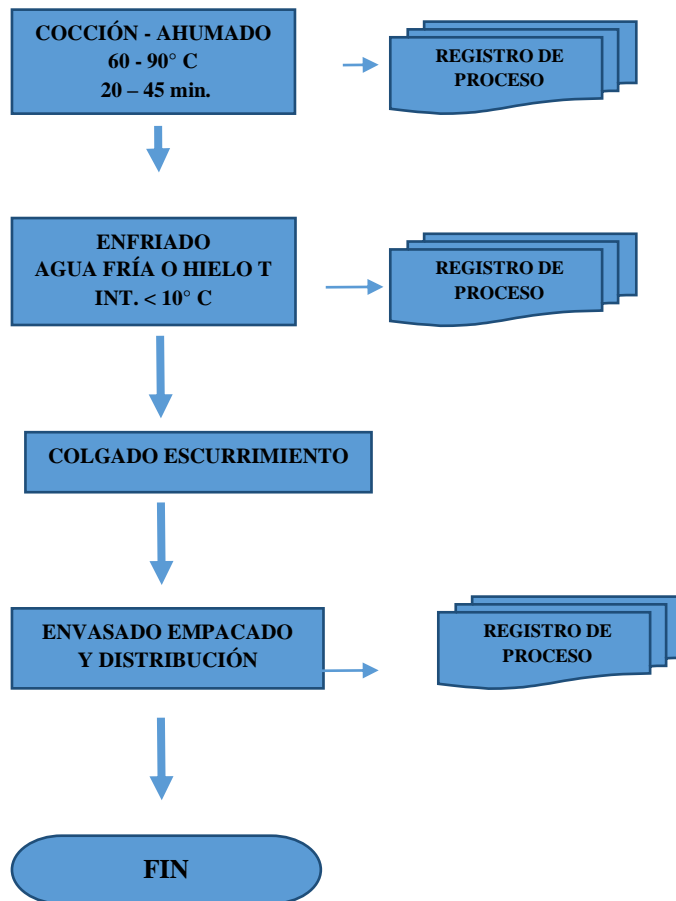 COCCIÓN - AHUMADO
60 - 90° C
20 – 45 min.
REGISTRO DE
PROCESO
ENFRIADO
AGUA FRÍA O HIELO T
INT. < 10° C
REGISTRO DE
PROCESO
COLGADO ESCURRIMIENTO
ENVASADO EMPACADO
Y DISTRIBUCIÓN
REGISTRO DE
PROCESO
FIN